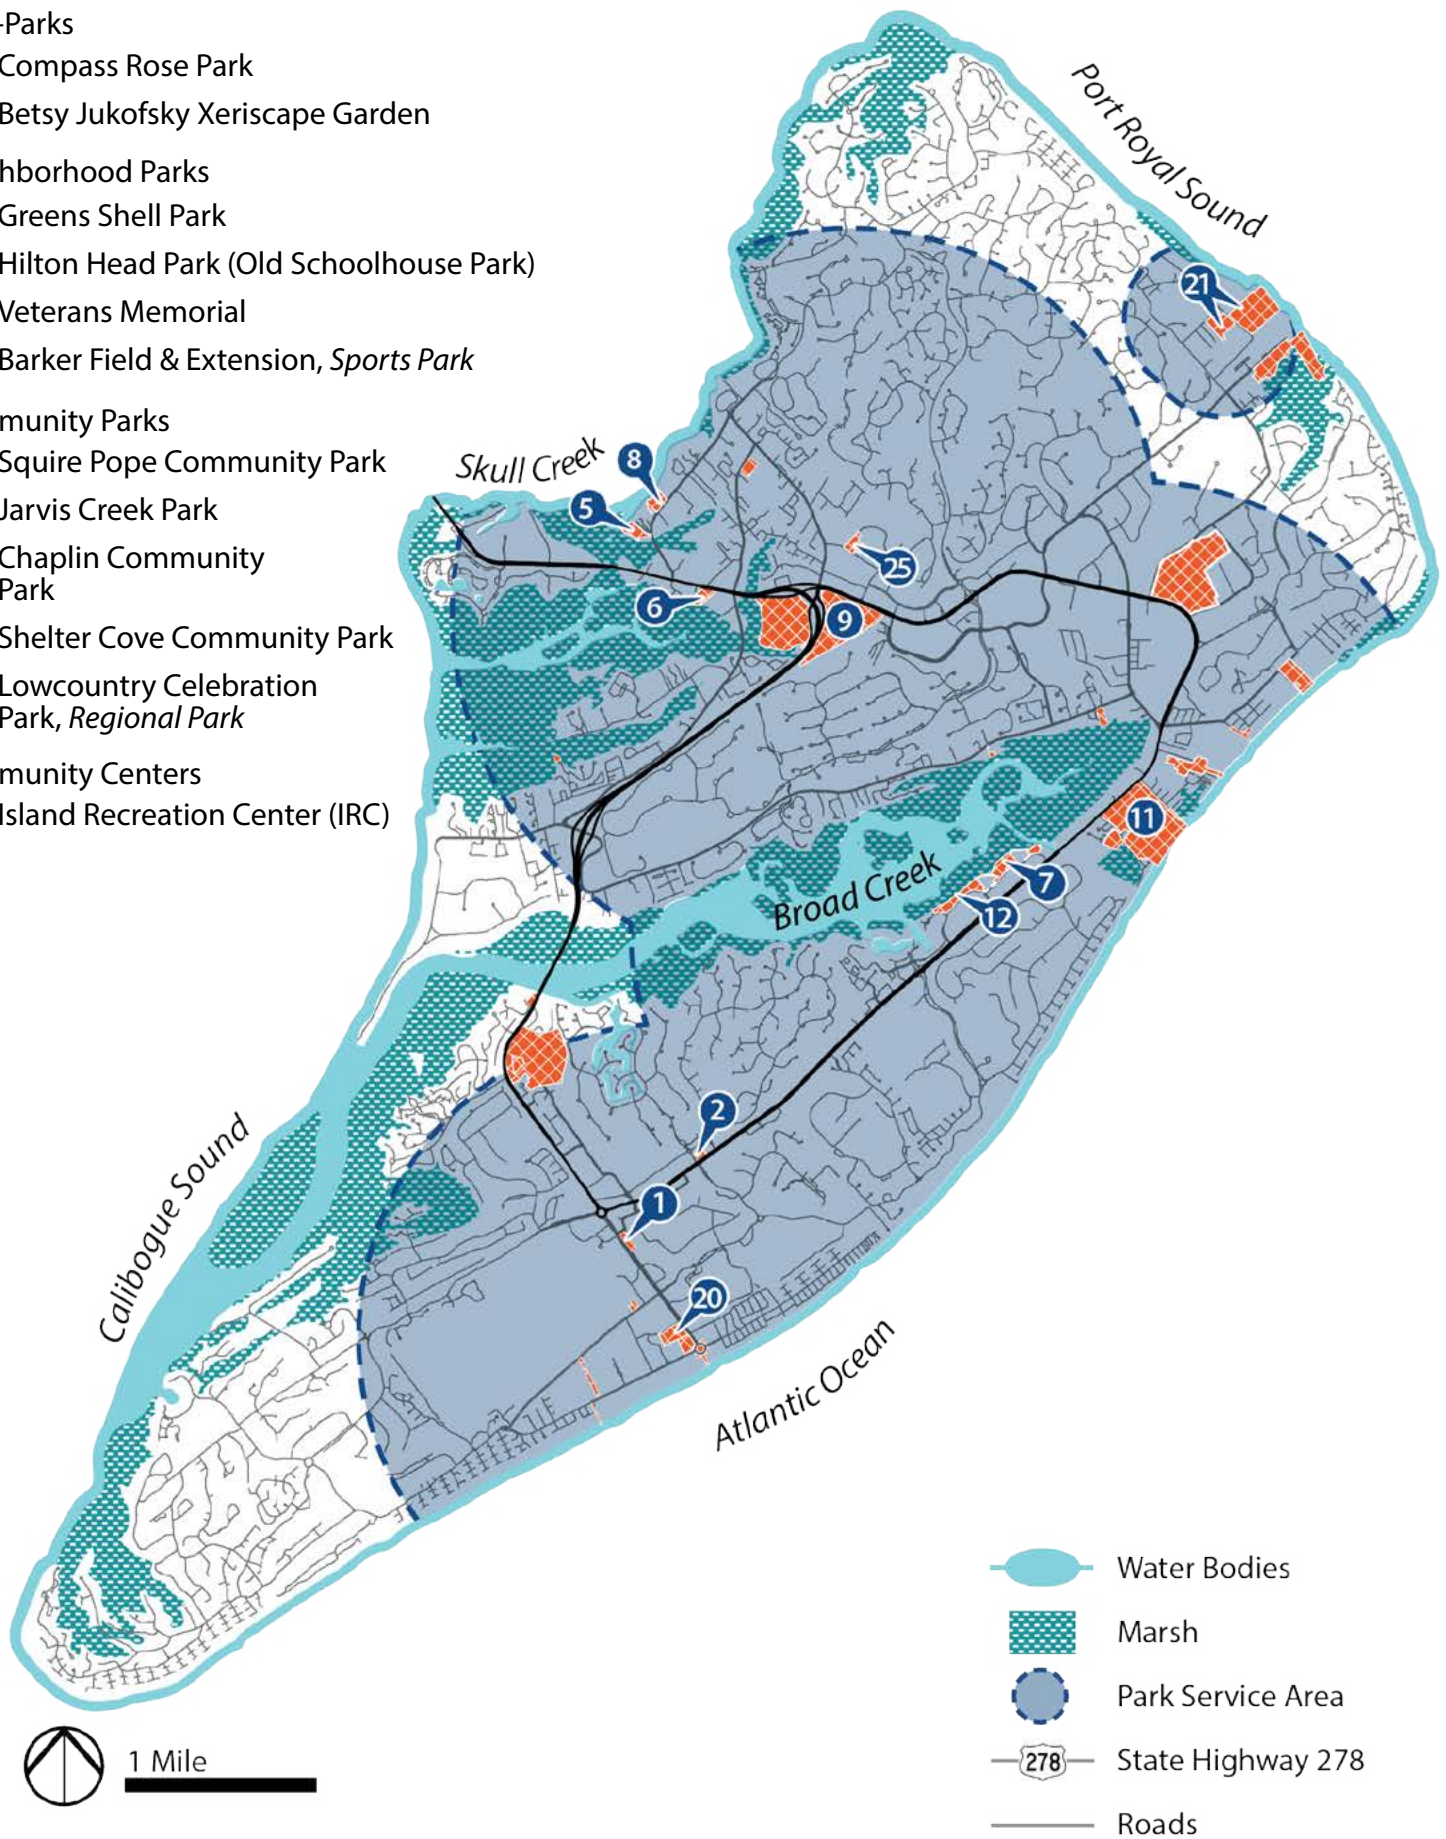 -Parks
Compass Rose Park
Betsy Jukofsky Xeriscape Garden
hborhood Parks
Greens Shell Park
Hilton Head Park (Old Schoolhouse Park)
Veterans Memorial
Barker Field & Extension, Sports Park
munity Parks
Squire Pope Community Park
Jarvis Creek Park
Chaplin Community
Park
Shelter Cove Community Park
Lowcountry Celebration
Park, Regional Park
munity Centers
Island Recreation Center (IRC)
Port Royal Sound
21
Skull Creek
8
5
25
6
9
11
Broad Creek
7
12
2
1
20
Calibogue Sound
Atlantic Ocean
Water Bodies
Marsh
Park Service Area
278
State Highway 278
Roads
1 Mile